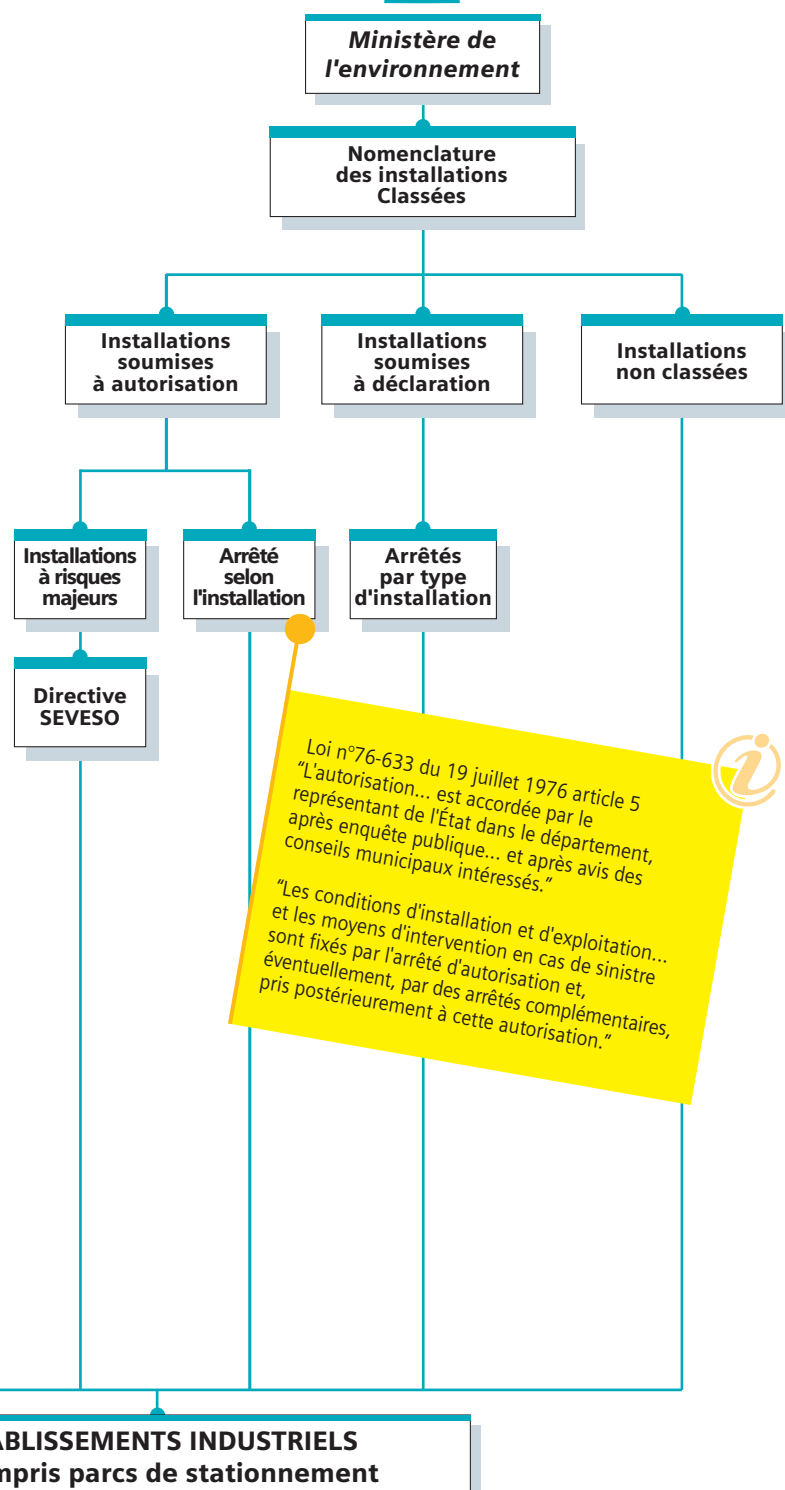 Ministère de
l'environnement
Nomenclature
des installations
Classées
Installations
soumises
à autorisation
Installations
soumises
à déclaration
Installations
non classées
Installations
à risques
majeurs
Arrêté
selon
l'installation
Arrêtés
par type
d'installation
Directive
SEVESO
Loi n°76-633 du 19 juillet 1976 article 5
"L'autorisation... est accordée par le
représentant de l'État dans le département,
après enquête publique... et après avis des
conseils municipaux intéressés."
"Les conditions d'installation et d'exploitation...
et les moyens d'intervention en cas de sinistre
sont fixés par l'arrêté d'autorisation et,
éventuellement, par des arrêtés complémentaires,
pris postérieurement à cette autorisation."
i
ABLISSEMENTS INDUSTRIELS
mpris parcs de stationnement